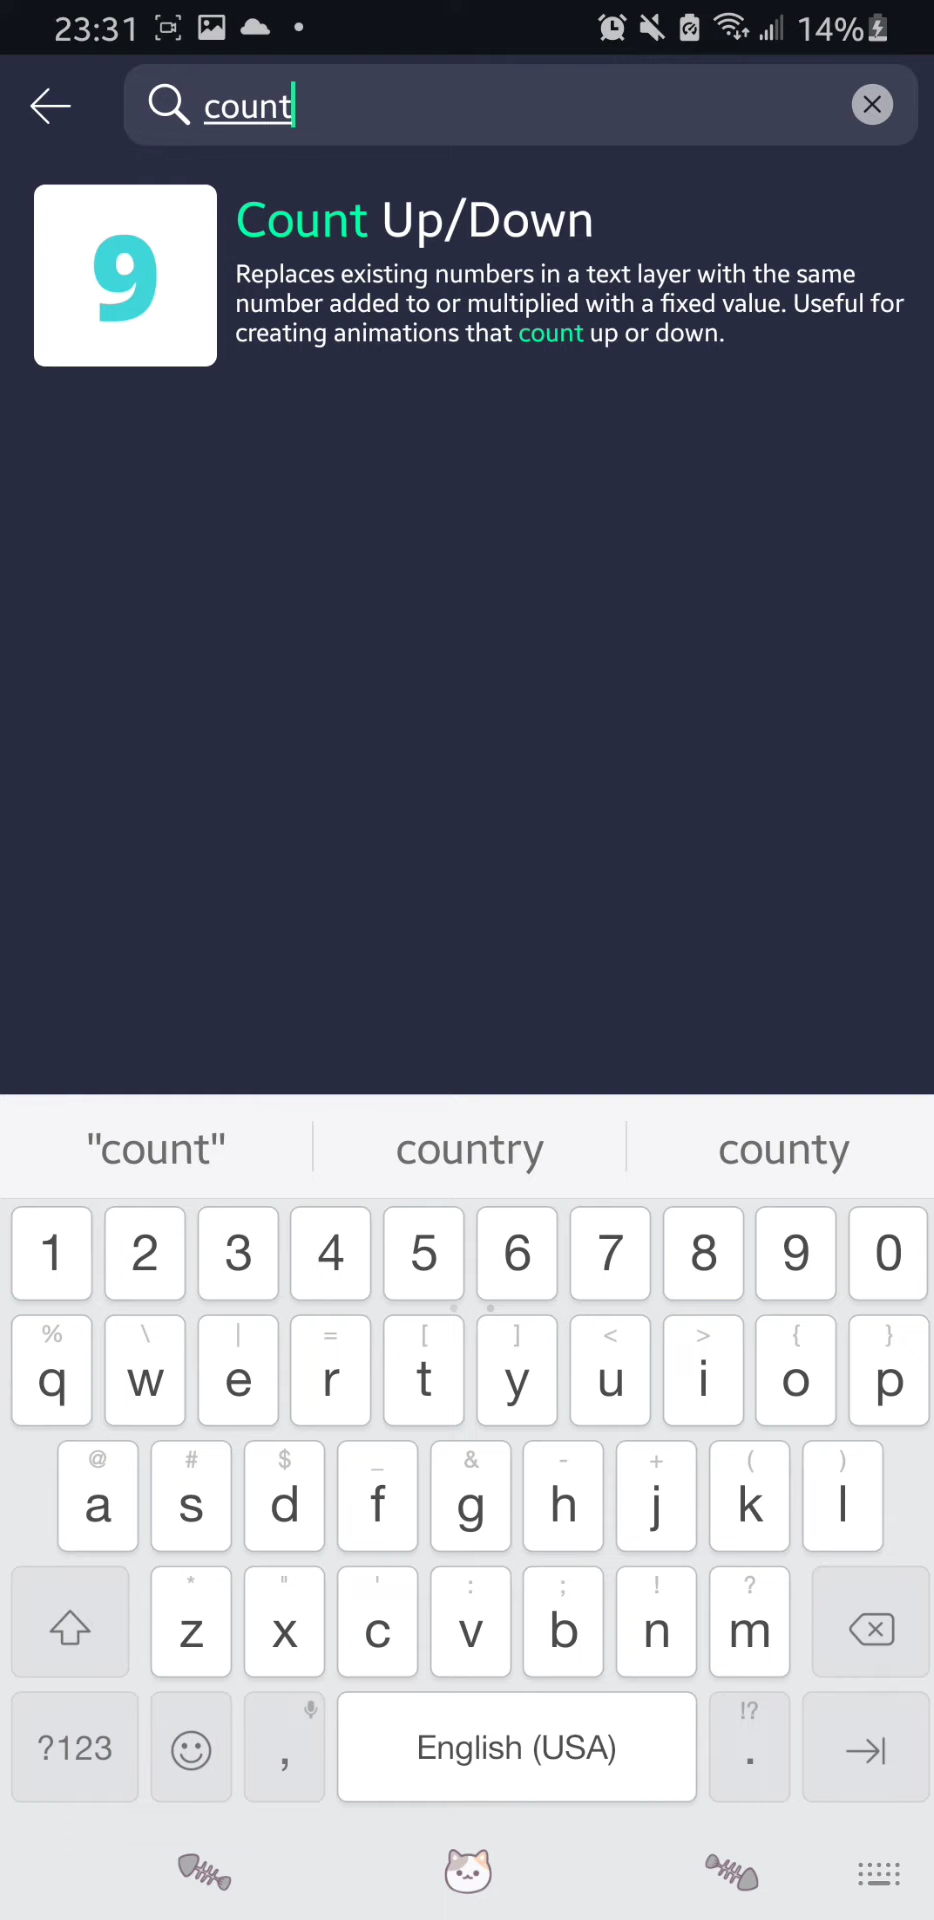 23:31 14%
count
9
Count Up/Down
Replaces existing numbers in a text layer with the same
number added to or multiplied with a fixed value. Useful for
creating animations that count up or down.
"count" country county
1 2 3 4 5 6 7 8 9 0
% \ | = [ ] < > { }
q w e r t y u i o p
@ # $ _ & - + ( )
a s d f g h j k l
* " ' : ; ! ?
z x c v b n m
!?
?123 , English (USA) .